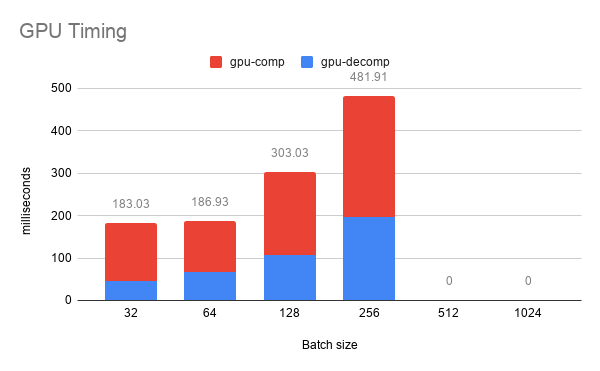 GPU Timing
gpu-comp gpu-decomp
481.91
500
400
303.03
300
183.03 186.93
200
milliseconds
100
0 0
0
32 64 128 256 512 1024
Batch size